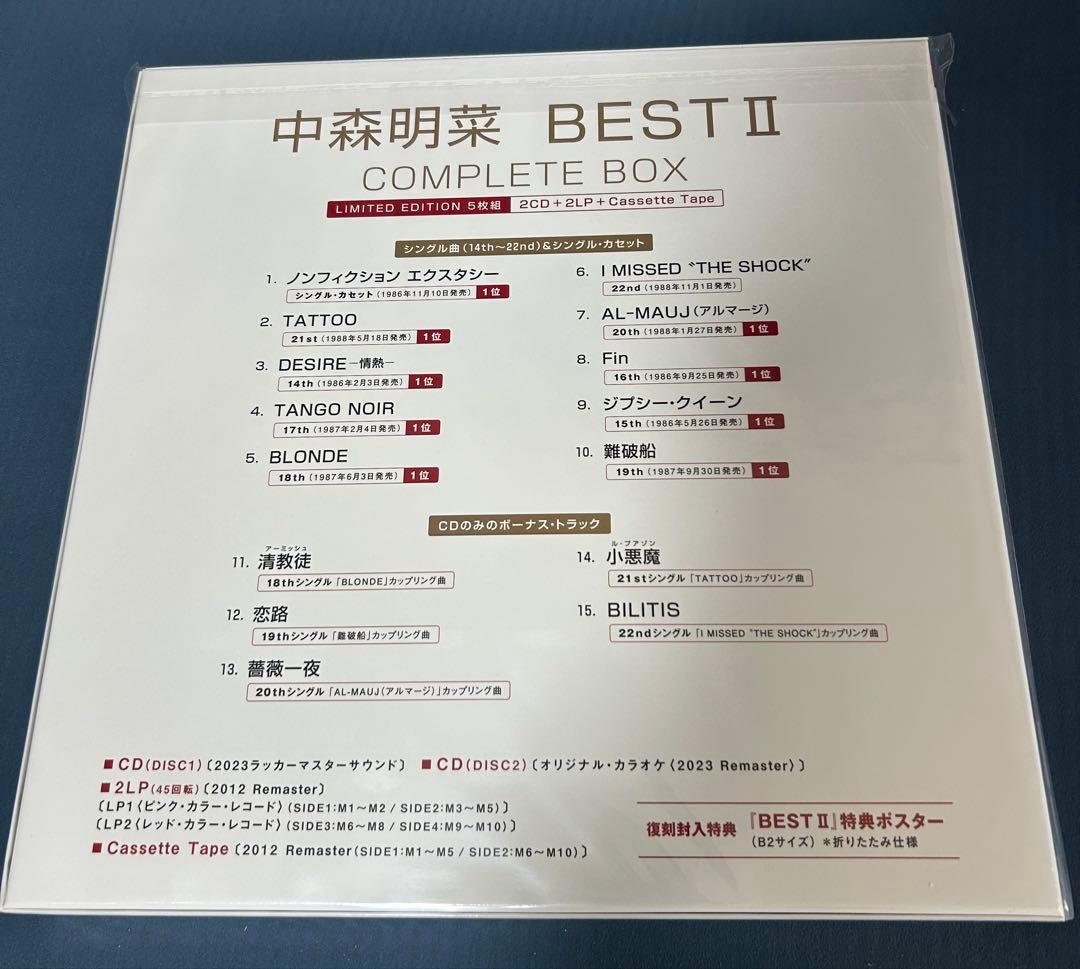 中森明菜 BEST II
COMPLETE BOX
LIMITED EDITION 5枚組 2CD+2LP+Cassette Tape
シングル曲(14th〜22nd)&シングル・カセット
1. ノンフィクション エクスタシー
シングル・カセット(1986年11月10日発売) 1位
2. TATTOO
21st(1988年5月18日発売) 1位
3. DESIRE—情熱—
14th(1986年2月3日発売) 1位
4. TANGO NOIR
17th(1987年2月4日発売) 1位
5. BLONDE
18th(1987年6月3日発売) 1位
6. I MISSED “THE SHOCK”
22nd(1988年11月1日発売)
7. AL-MAUJ(アルマージ)
20th(1988年1月27日発売) 1位
8. Fin
16th(1986年9月25日発売) 1位
9. ジプシー・クイーン
15th(1986年5月26日発売) 1位
10. 難破船
19th(1987年9月30日発売) 1位
CDのみのボーナス・トラック
アーミッシュ
11. 清教徒
18thシングル「BLONDE」カップリング曲
12. 恋路
19thシングル「難破船」カップリング曲
13. 薔薇一夜
20thシングル「AL-MAUJ(アルマージ)」カップリング曲
ル・プアゾン
14. 小悪魔
21stシングル「TATTOO」カップリング曲
15. BILITIS
22ndシングル「I MISSED “THE SHOCK”」カップリング曲
■CD(DISC1)〔2023ラッカーマスターサウンド〕 ■CD(DISC2)〔オリジナル・カラオケ〈2023 Remaster〉〕
■2LP(45回転)〔2012 Remaster〕
〔LP1〈ピンク・カラー・レコード〉(SIDE1:M1〜M2 / SIDE2:M3〜M5)〕
〔LP2〈レッド・カラー・レコード〉(SIDE3:M6〜M8 / SIDE4:M9〜M10)〕
■Cassette Tape〔2012 Remaster(SIDE1:M1〜M5 / SIDE2:M6〜M10)〕
復刻封入特典 『BEST II』特典ポスター
(B2サイズ)*折りたたみ仕様